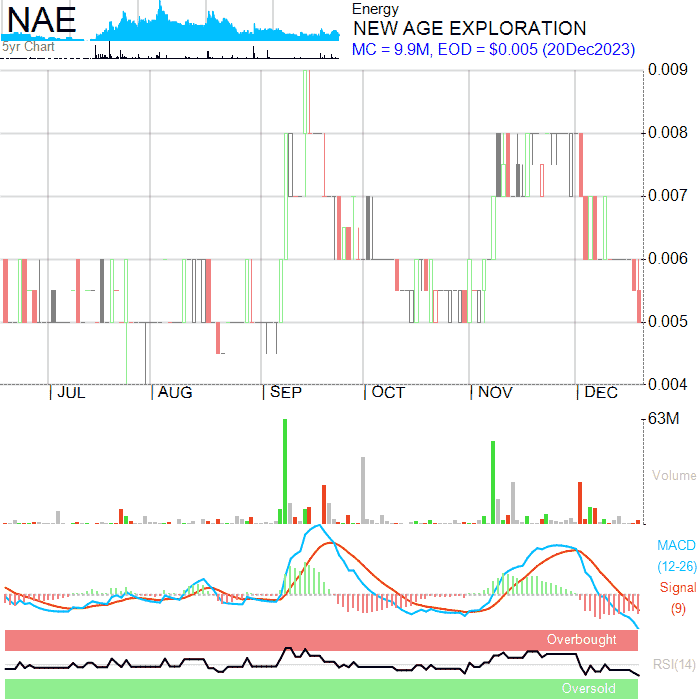 NAE
5yr Chart
Energy
NEW AGE EXPLORATION
MC = 9.9M, EOD = $0.005 (20Dec2023)
0.009
0.008
0.007
0.006
0.005
0.004
JUL AUG SEP OCT NOV DEC
63M
Volume
MACD
(12-26)
Signal
(9)
Overbought
RSI(14)
Oversold